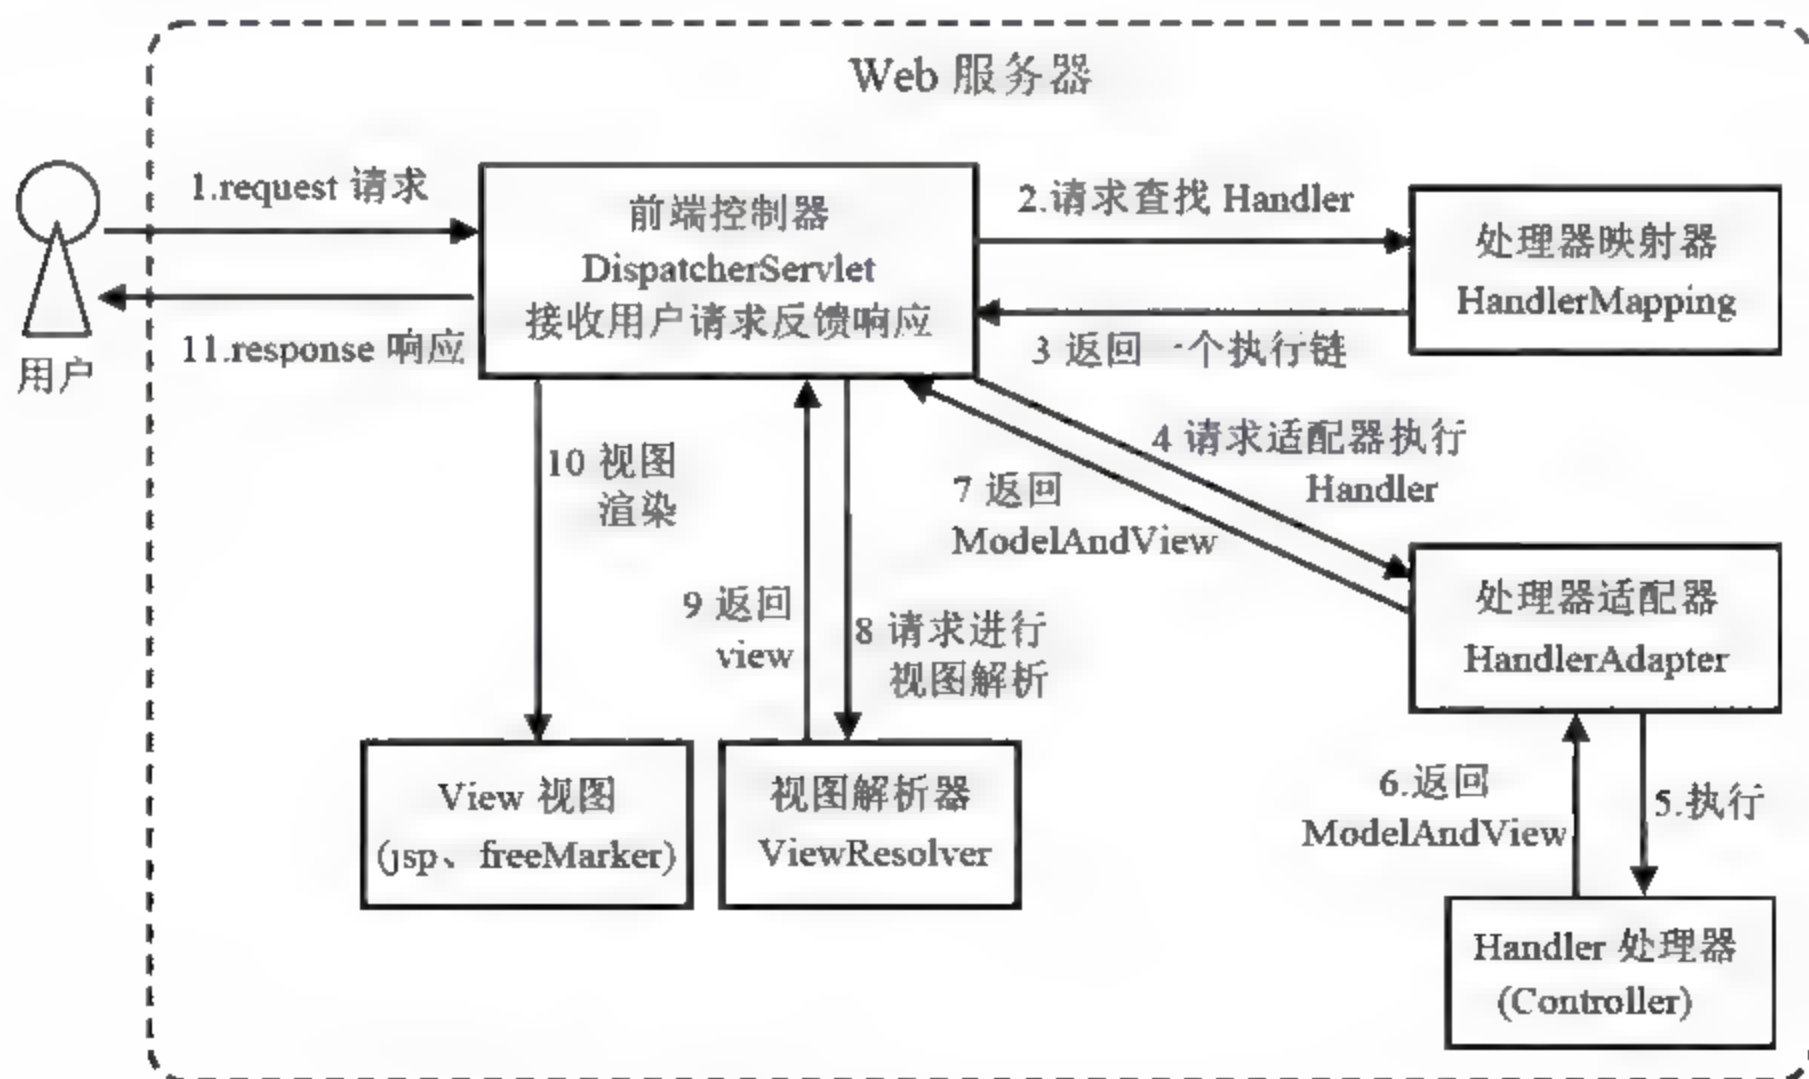 Web 服务器
1.request 请求
前端控制器
DispatcherServlet
接收用户请求反馈响应
2.请求查找 Handler
处理器映射器
HandlerMapping
11.response 响应
用户
3 返回一个执行链
4 请求适配器执行
Handler
10 视图
渲染
7 返回
ModelAndView
处理器适配器
HandlerAdapter
9 返回
view
8 请求进行
视图解析
View 视图
(jsp、freeMarker)
视图解析器
ViewResolver
6.返回
ModelAndView
5.执行
Handler 处理器
(Controller)